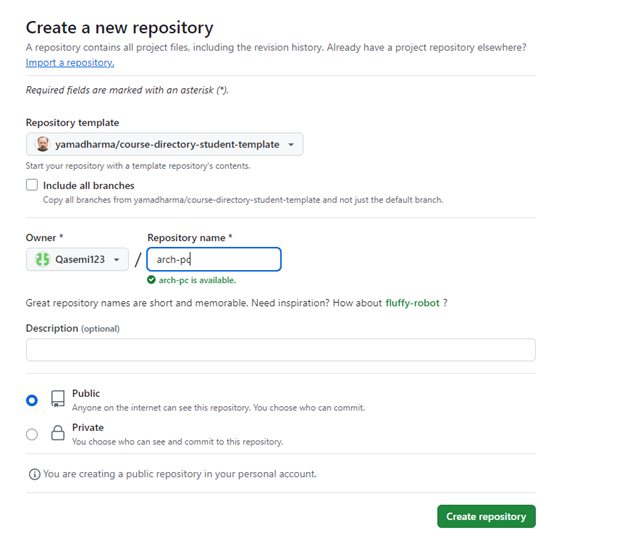 Create a new repository
A repository contains all project files, including the revision history. Already have a project repository elsewhere?
Import a repository.
Required fields are marked with an asterisk (*).
Repository template
yamadharma/course-directory-student-template
Start your repository with a template repository's contents.
Include all branches
Copy all branches from yamadharma/course-directory-student-template and not just the default branch.
Owner * Repository name *
Qasemi123 / arch-pc
arch-pc is available.
Great repository names are short and memorable. Need inspiration? How about fluffy-robot ?
Description (optional)
Public
Anyone on the internet can see this repository. You choose who can commit.
Private
You choose who can see and commit to this repository.
You are creating a public repository in your personal account.
Create repository